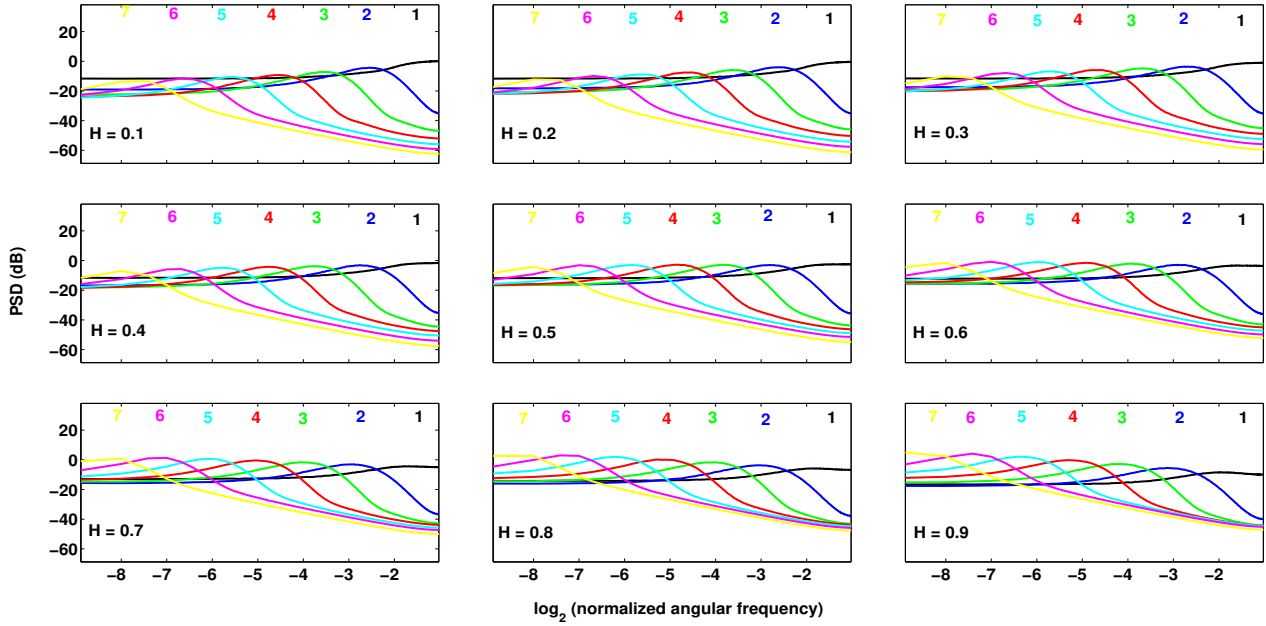 7 6 5 4 3 2 1
7 6 5 4 3 2 1
7 6 5 4 3 2 1
20
0
−20
−40
−60
H = 0.1
H = 0.2
H = 0.3
7 6 5 4 3 2 1
7 6 5 4 3 2 1
7 6 5 4 3 2 1
PSD (dB)
20
0
−20
−40
−60
H = 0.4
H = 0.5
H = 0.6
7 6 5 4 3 2 1
7 6 5 4 3 2 1
7 6 5 4 3 2 1
20
0
−20
−40
−60
H = 0.7
H = 0.8
H = 0.9
−8 −7 −6 −5 −4 −3 −2
−8 −7 −6 −5 −4 −3 −2
−8 −7 −6 −5 −4 −3 −2
log2 (normalized angular frequency)